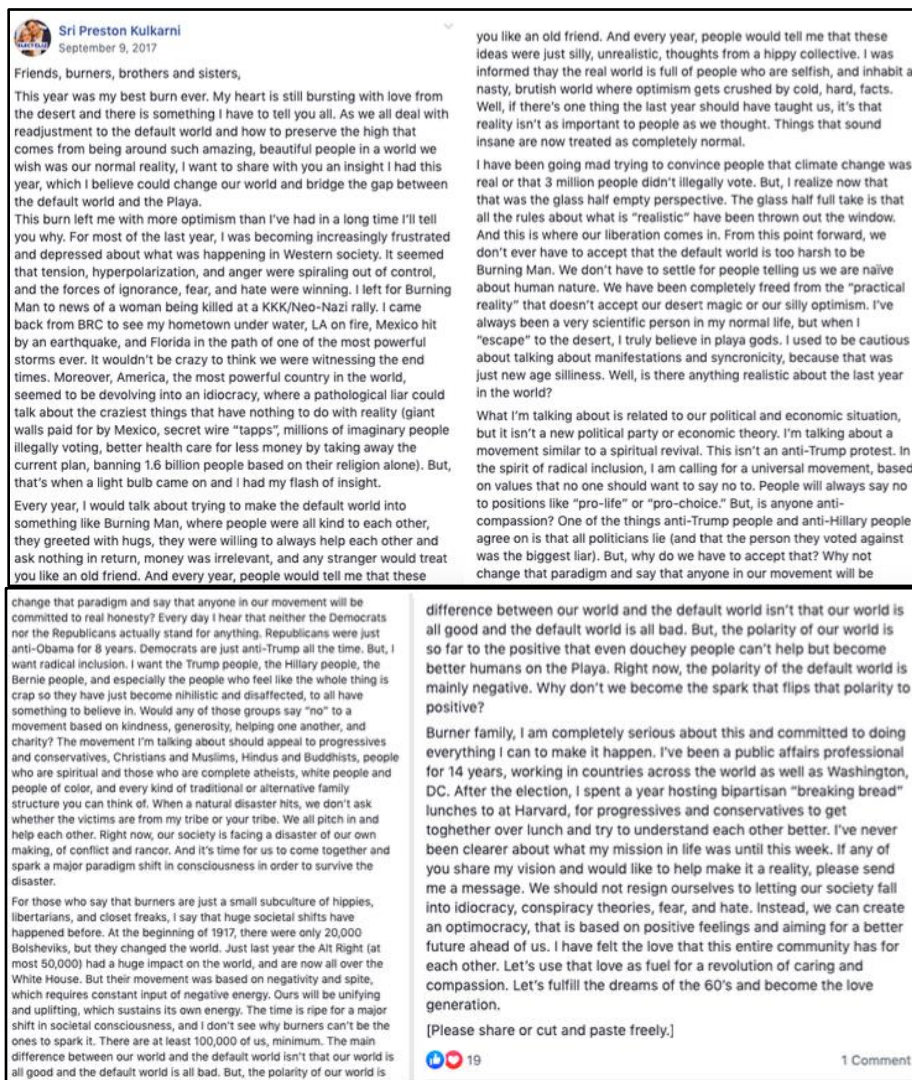 Sri Preston Kulkarni
September 9, 2017
Friends, burners, brothers and sisters,
This year was my best burn ever. My heart is still bursting with love from
the desert and there is something I have to tell you all. As we all deal with
readjustment to the default world and how to preserve the high that
comes from being around such amazing, beautiful people in a world we
wish was our normal reality, I want to share with you an insight I had this
year, which I believe could change our world and bridge the gap between
the default world and the Playa.
This burn left me with more optimism than I've had in a long time I'll tell
you why. For most of the last year, I was becoming increasingly frustrated
and depressed about what was happening in Western society. It seemed
that tension, hyperpolarization, and anger were spiraling out of control,
and the forces of ignorance, fear, and hate were winning. I left for Burning
Man to news of a woman being killed at a KKK/Neo-Nazi rally. I came
back from BRC to see my hometown under water, LA on fire, Mexico hit
by an earthquake, and Florida in the path of one of the most powerful
storms ever. It wouldn't be crazy to think we were witnessing the end
times. Moreover, America, the most powerful country in the world,
seemed to be devolving into an idiocracy, where a pathological liar could
talk about the craziest things that have nothing to do with reality (giant
walls paid for by Mexico, secret wire "tapps", millions of imaginary people
illegally voting, better health care for less money by taking away the
current plan, banning 1.6 billion people based on their religion alone). But,
that's when a light bulb came on and I had my flash of insight.
Every year, I would talk about trying to make the default world into
something like Burning Man, where people were all kind to each other,
they greeted with hugs, they were willing to always help each other and
ask nothing in return, money was irrelevant, and any stranger would treat
you like an old friend. And every year, people would tell me that these
you like an old friend. And every year, people would tell me that these
ideas were just silly, unrealistic, thoughts from a hippy collective. I was
informed thay the real world is full of people who are selfish, and inhabit a
nasty, brutish world where optimism gets crushed by cold, hard, facts.
Well, if there's one thing the last year should have taught us, it's that
reality isn't as important to people as we thought. Things that sound
insane are now treated as completely normal.
I have been going mad trying to convince people that climate change was
real or that 3 million people didn't illegally vote. But, I realize now that
that was the glass half empty perspective. The glass half full take is that
all the rules about what is "realistic" have been thrown out the window.
And this is where our liberation comes in. From this point forward, we
don't ever have to accept that the default world is too harsh to be
Burning Man. We don't have to settle for people telling us we are naïve
about human nature. We have been completely freed from the "practical
reality" that doesn't accept our desert magic or our silly optimism. I've
always been a very scientific person in my normal life, but when I
"escape" to the desert, I truly believe in playa gods. I used to be cautious
about talking about manifestations and syncronicity, because that was
just new age silliness. Well, is there anything realistic about the last year
in the world?
What I'm talking about is related to our political and economic situation,
but it isn't a new political party or economic theory. I'm talking about a
movement similar to a spiritual revival. This isn't an anti-Trump protest. In
the spirit of radical inclusion, I am calling for a universal movement, based
on values that no one should want to say no to. People will always say no
to positions like "pro-life" or "pro-choice." But, is anyone anti-
compassion? One of the things anti-Trump people and anti-Hillary people
agree on is that all politicians lie (and that the person they voted against
was the biggest liar). But, why do we have to accept that? Why not
change that paradigm and say that anyone in our movement will be
change that paradigm and say that anyone in our movement will be
committed to real honesty? Every day I hear that neither the Democrats
nor the Republicans actually stand for anything. Republicans were just
anti-Obama for 8 years. Democrats are just anti-Trump all the time. But, I
want radical inclusion. I want the Trump people, the Hillary people, the
Bernie people, and especially the people who feel like the whole thing is
crap so they have just become nihilistic and disaffected, to all have
something to believe in. Would any of those groups say "no" to a
movement based on kindness, generosity, helping one another, and
charity? The movement I'm talking about should appeal to progressives
and conservatives, Christians and Muslims, Hindus and Buddhists, people
who are spiritual and those who are complete atheists, white people and
people of color, and every kind of traditional or alternative family
structure you can think of. When a natural disaster hits, we don't ask
whether the victims are from my tribe or your tribe. We all pitch in and
help each other. Right now, our society is facing a disaster of our own
making, of conflict and rancor. And it's time for us to come together and
spark a major paradigm shift in consciousness in order to survive the
disaster.
For those who say that burners are just a small subculture of hippies,
libertarians, and closet freaks, I say that huge societal shifts have
happened before. At the beginning of 1917, there were only 20,000
Bolsheviks, but they changed the world. Just last year the Alt Right (at
most 50,000) had a huge impact on the world, and are now all over the
White House. But their movement was based on negativity and spite,
which requires constant input of negative energy. Ours will be unifying
and uplifting, which sustains its own energy. The time is ripe for a major
shift in societal consciousness, and I don't see why burners can't be the
ones to spark it. There are at least 100,000 of us, minimum. The main
difference between our world and the default world isn't that our world is
all good and the default world is all bad. But, the polarity of our world is
difference between our world and the default world isn't that our world is
all good and the default world is all bad. But, the polarity of our world is
so far to the positive that even douchey people can't help but become
better humans on the Playa. Right now, the polarity of the default world is
mainly negative. Why don't we become the spark that flips that polarity to
positive?
Burner family, I am completely serious about this and committed to doing
everything I can to make it happen. I've been a public affairs professional
for 14 years, working in countries across the world as well as Washington,
DC. After the election, I spent a year hosting bipartisan "breaking bread"
lunches to at Harvard, for progressives and conservatives to get
toghether over lunch and try to understand each other better. I've never
been clearer about what my mission in life was until this week. If any of
you share my vision and would like to help make it a reality, please send
me a message. We should not resign ourselves to letting our society fall
into idiocracy, conspiracy theories, fear, and hate. Instead, we can create
an optimocracy, that is based on positive feelings and aiming for a better
future ahead of us. I have felt the love that this entire community has for
each other. Let's use that love as fuel for a revolution of caring and
compassion. Let's fulfill the dreams of the 60's and become the love
generation.
[Please share or cut and paste freely.]
19
1 Comment